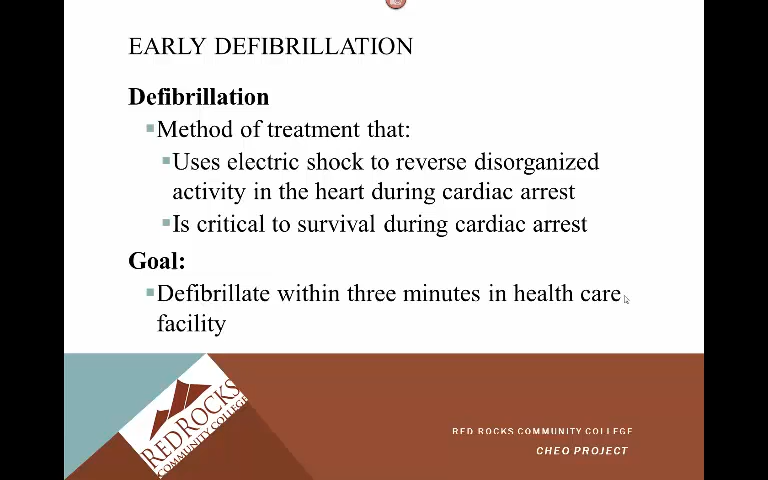 EARLY DEFIBRILLATION
Defibrillation
Method of treatment that:
Uses electric shock to reverse disorganized
activity in the heart during cardiac arrest
Is critical to survival during cardiac arrest
Goal:
Defibrillate within three minutes in health care
facility
RED ROCKS
COMMUNITY COLLEGE
RED ROCKS COMMUNITY COLLEGE
CHEO PROJECT